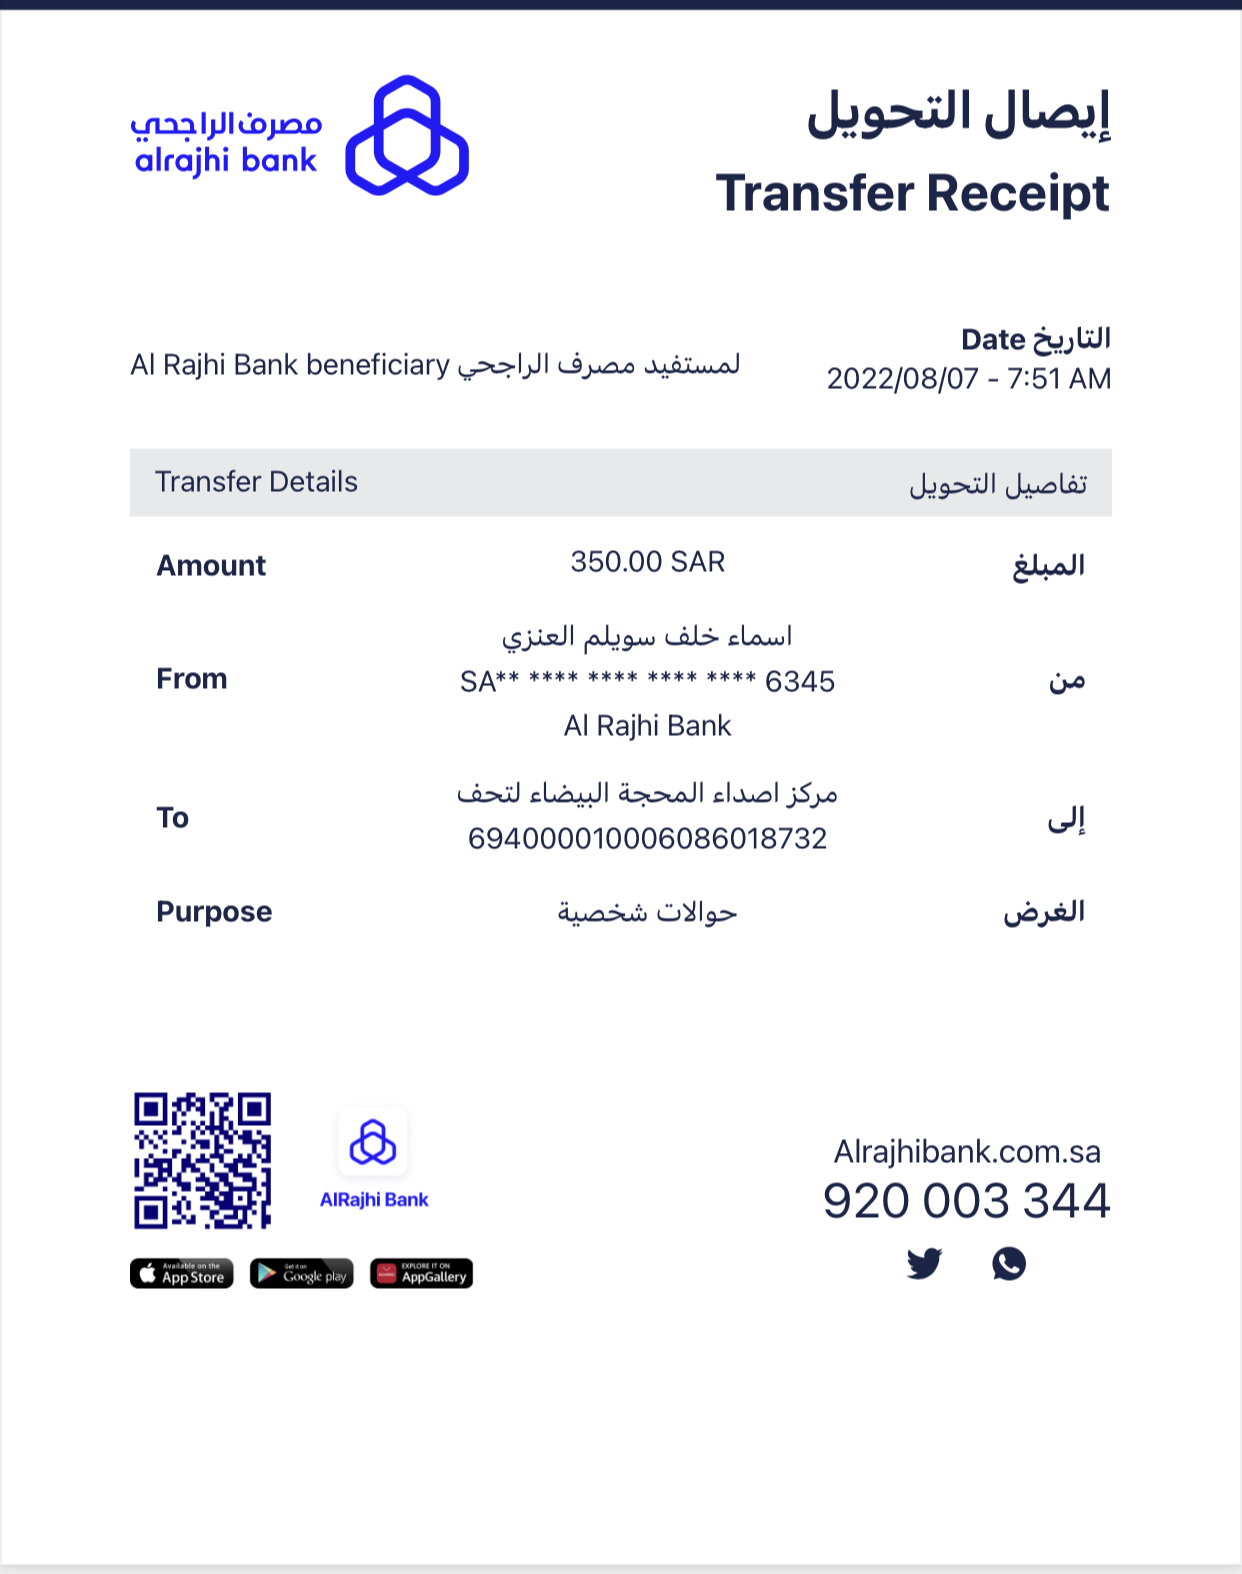 مصرف الراجحي
alrajhi bank
إيصال التحويل
Transfer Receipt
التاريخ Date
2022/08/07 - 7:51 AM
لمستفيد مصرف الراجحي Al Rajhi Bank beneficiary
Transfer Details تفاصيل التحويل
Amount 350.00 SAR المبلغ
اسماء خلف سويلم العنزي
From SA** **** **** **** **** 6345 من
Al Rajhi Bank
مركز اصداء المحجة البيضاء لتحف
To 694000010006086018732 إلى
Purpose حوالات شخصية الغرض
AlRajhi Bank
Available on the
App Store
Get it on
Google play
EXPLORE IT ON
AppGallery
Alrajhibank.com.sa
920 003 344